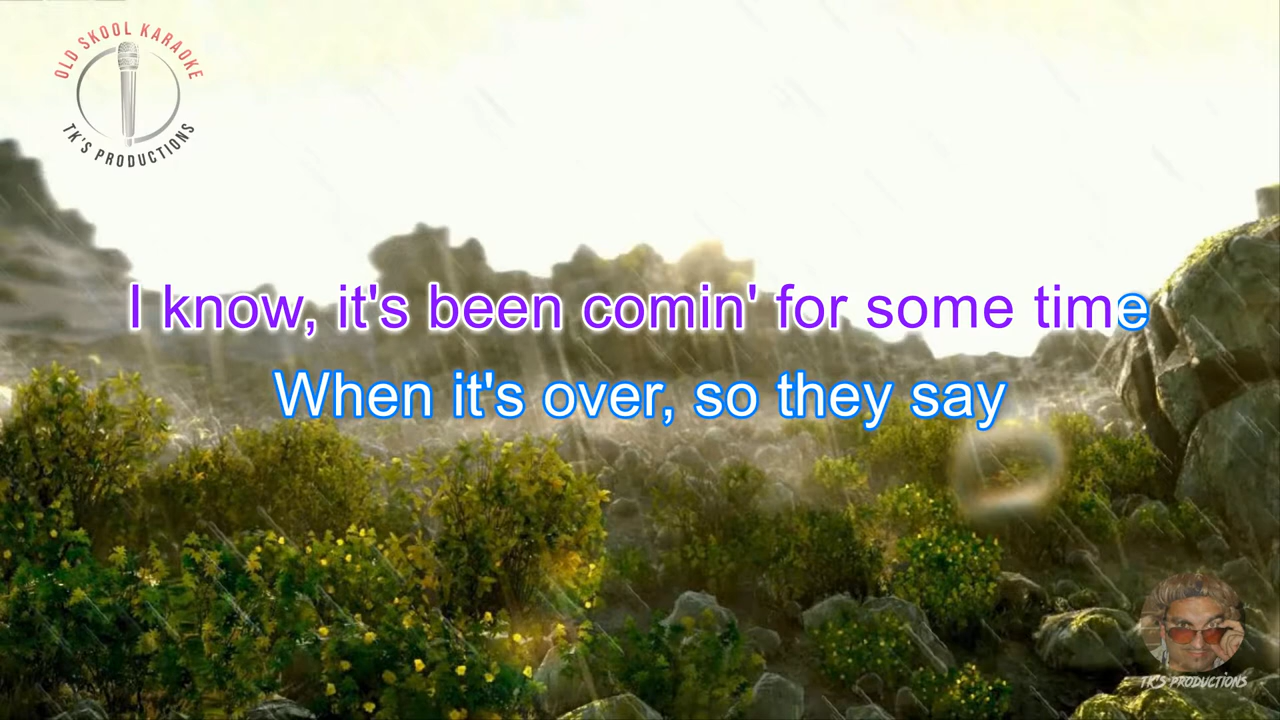 OLD SKOOL KARAOKE
TK'S PRODUCTIONS
I know, it's been comin' for some time
When it's over, so they say
TK'S PRODUCTIONS